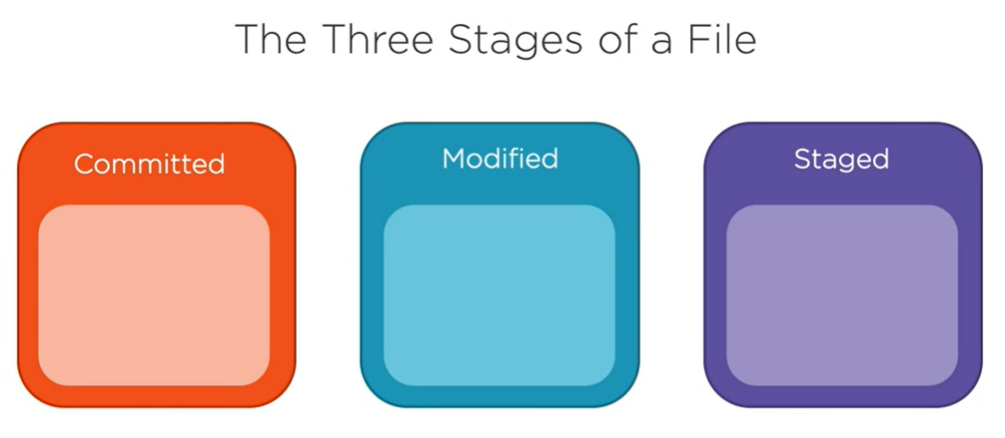 The Three Stages of a File
Committed
Modified
Staged